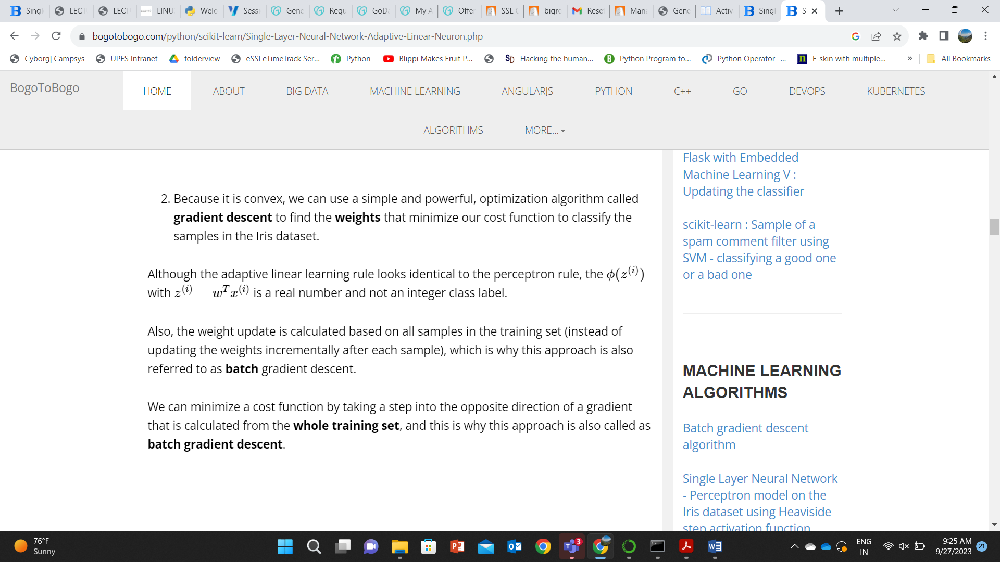 Singl
LECT
LECT
LINU
Welc
Sessi
Gene
Requ
GoDa
My A
Offer
SSL C
bigro
Rese
Mana
Gene
Activ
Singl
S
bogotobogo.com/python/scikit-learn/Single-Layer-Neural-Network-Adaptive-Linear-Neuron.php
Cyborg| Campsys
UPES Intranet
folderview
eSSl eTimeTrack Ser...
Python
Blippi Makes Fruit P...
SD Hacking the human...
Python Program to...
Python Operator -...
E-skin with multiple...
»
All Bookmarks
BogoToBogo
HOME
ABOUT
BIG DATA
MACHINE LEARNING
ANGULARJS
PYTHON
C++
GO
DEVOPS
KUBERNETES
ALGORITHMS
MORE...
2. Because it is convex, we can use a simple and powerful, optimization algorithm called
gradient descent to find the weights that minimize our cost function to classify the
samples in the Iris dataset.
Although the adaptive linear learning rule looks identical to the perceptron rule, the ϕ(z^(i))
with z^(i) = w^T x^(i) is a real number and not an integer class label.
Also, the weight update is calculated based on all samples in the training set (instead of
updating the weights incrementally after each sample), which is why this approach is also
referred to as batch gradient descent.
We can minimize a cost function by taking a step into the opposite direction of a gradient
that is calculated from the whole training set, and this is why this approach is also called as
batch gradient descent.
Flask with Embedded
Machine Learning V :
Updating the classifier
scikit-learn : Sample of a
spam comment filter using
SVM - classifying a good one
or a bad one
MACHINE LEARNING
ALGORITHMS
Batch gradient descent
algorithm
Single Layer Neural Network
- Perceptron model on the
Iris dataset using Heaviside
step activation function
76°F
Sunny
3
ENG
IN
9:25 AM
9/27/2023
21